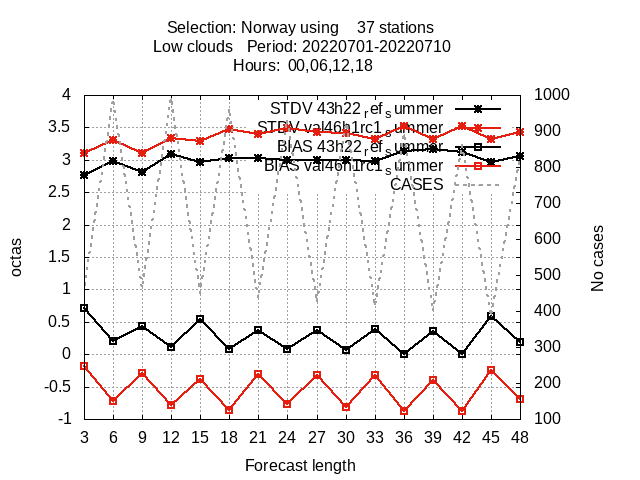 Selection: Norway using 37 stations
Low clouds Period: 20220701-20220710
Hours: 00,06,12,18
STDV 43h22_ref_summer
STDV val46h1rc1_summer
BIAS 43h22_ref_summer
BIAS val46h1rc1_summer
CASES
4
3.5
3
2.5
2
1.5
1
0.5
0
-0.5
-1
octas
1000
900
800
700
600
500
400
300
200
100
No cases
3 6 9 12 15 18 21 24 27 30 33 36 39 42 45 48
Forecast length